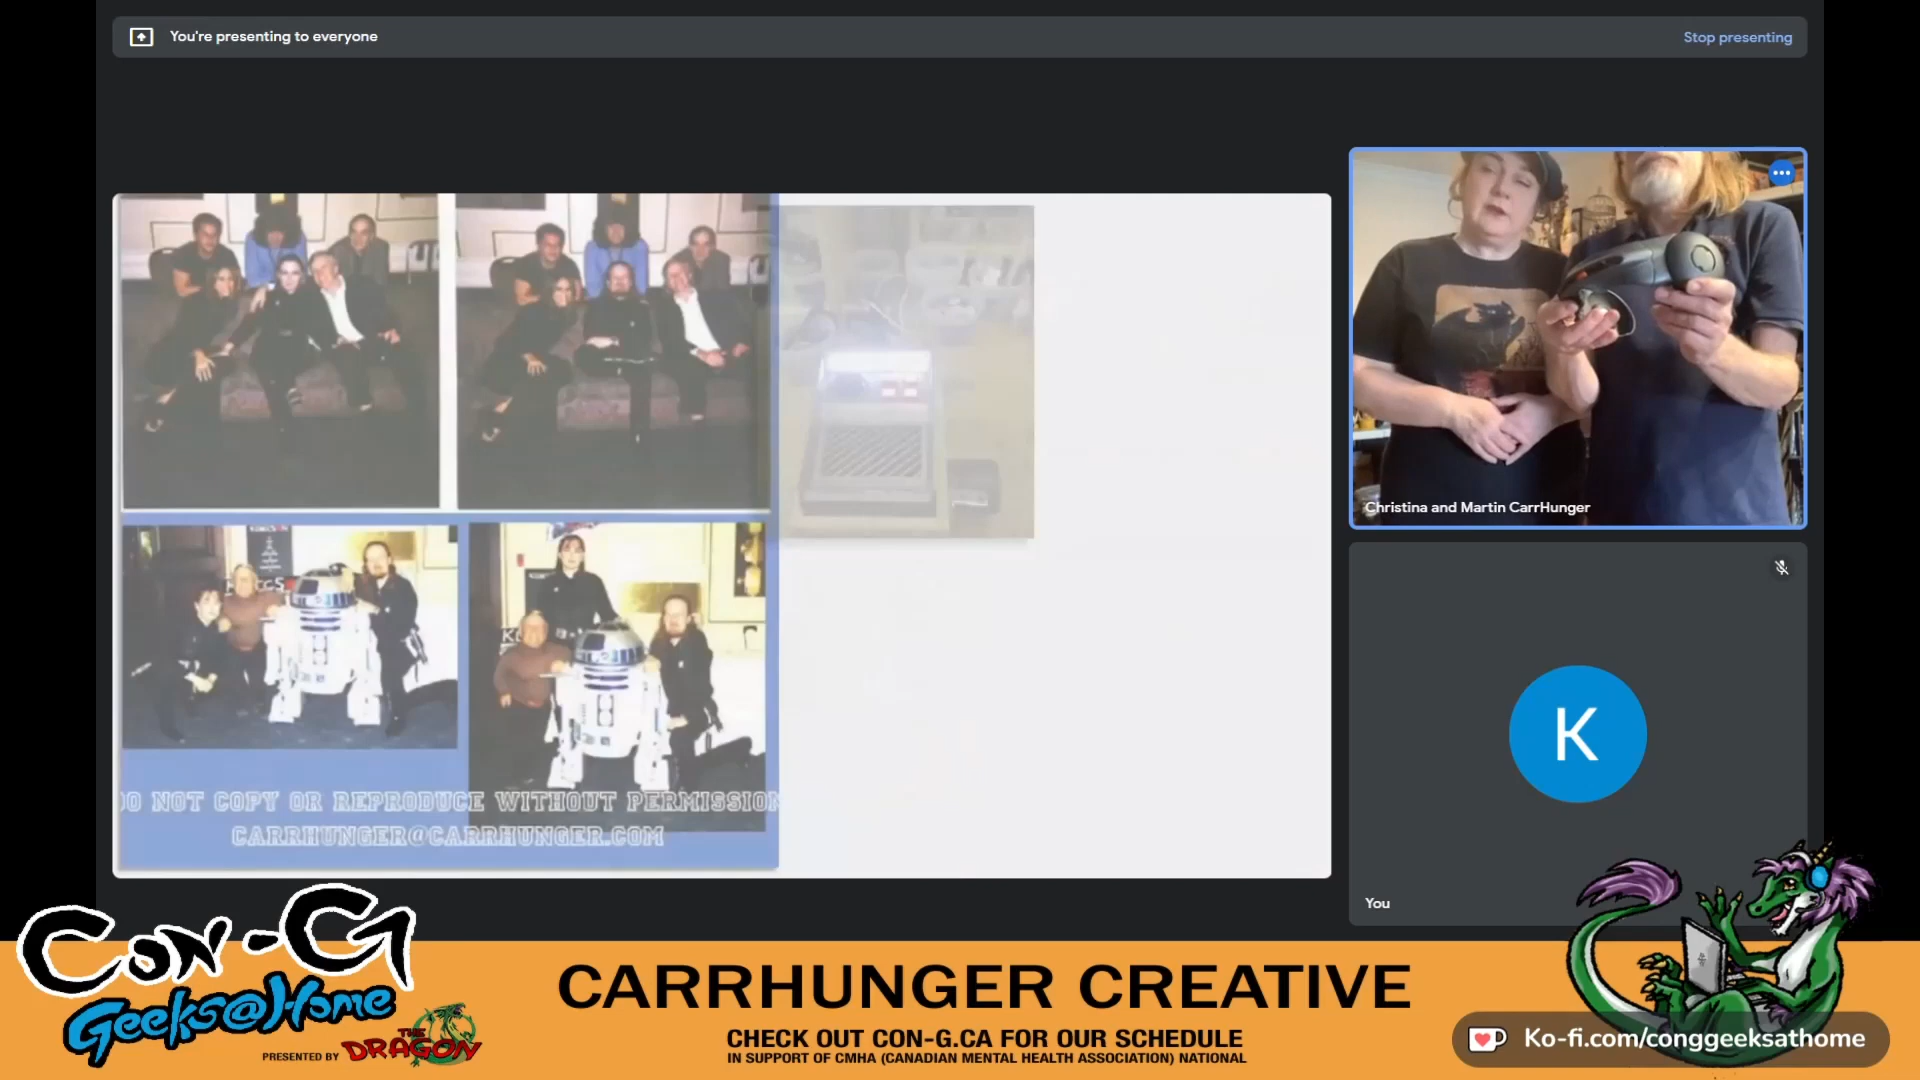 You're presenting to everyone
Stop presenting
DO NOT COPY OR REPRODUCE WITHOUT PERMISSION
CARRHUNGER@CARRHUNGER.COM
Christina and Martin CarrHunger
K
You
CON-G
Geeks@Home
PRESENTED BY THE DRAGON
CARRHUNGER CREATIVE
CHECK OUT CON-G.CA FOR OUR SCHEDULE
IN SUPPORT OF CMHA (CANADIAN MENTAL HEALTH ASSOCIATION) NATIONAL
Ko-fi.com/conggeeksathome